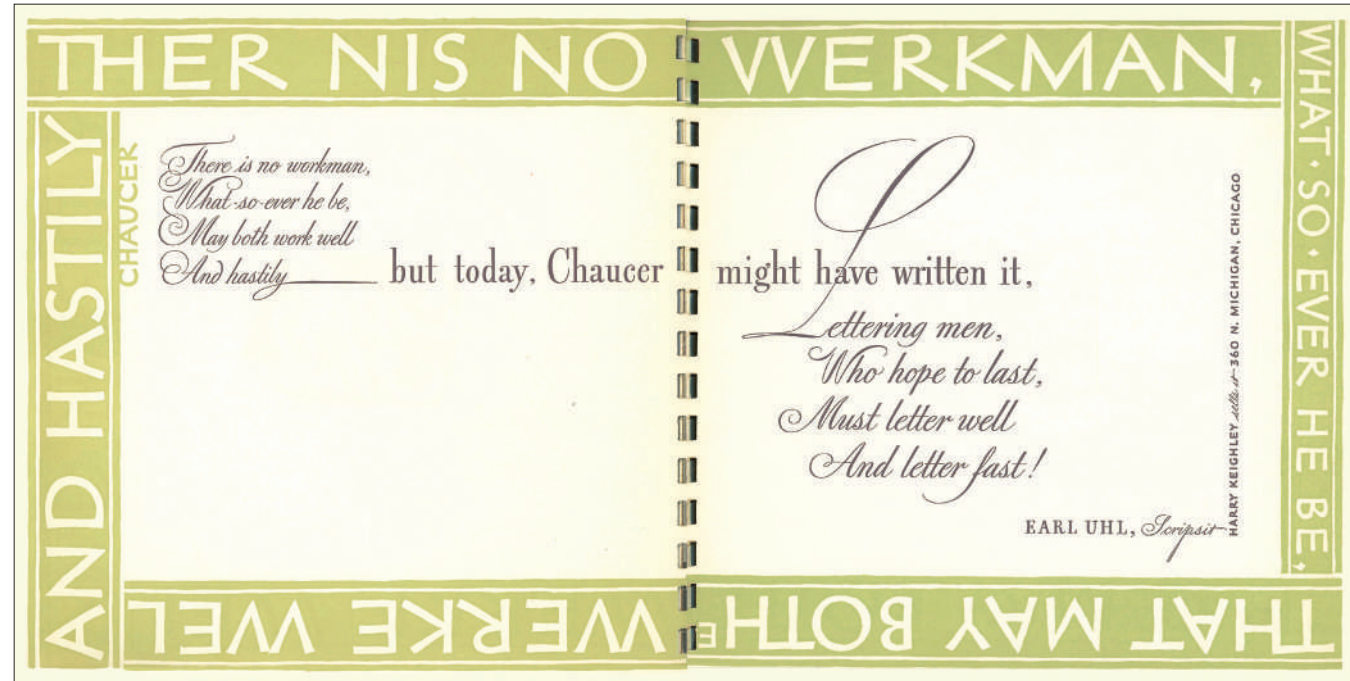 THER NIS NO WERKMAN,
WHAT · SO · EVER HE BE,
THAT MAY BOTHE
WERKE WEL
AND HASTILY
CHAUCER
There is no workman,
What-so-ever he be,
May both work well
And hastily
but today, Chaucer might have written it,
Lettering men,
Who hope to last,
Must letter well
And letter fast!
EARL UHL, Scripsit
HARRY KEIGHLEY sells it—360 N. MICHIGAN, CHICAGO